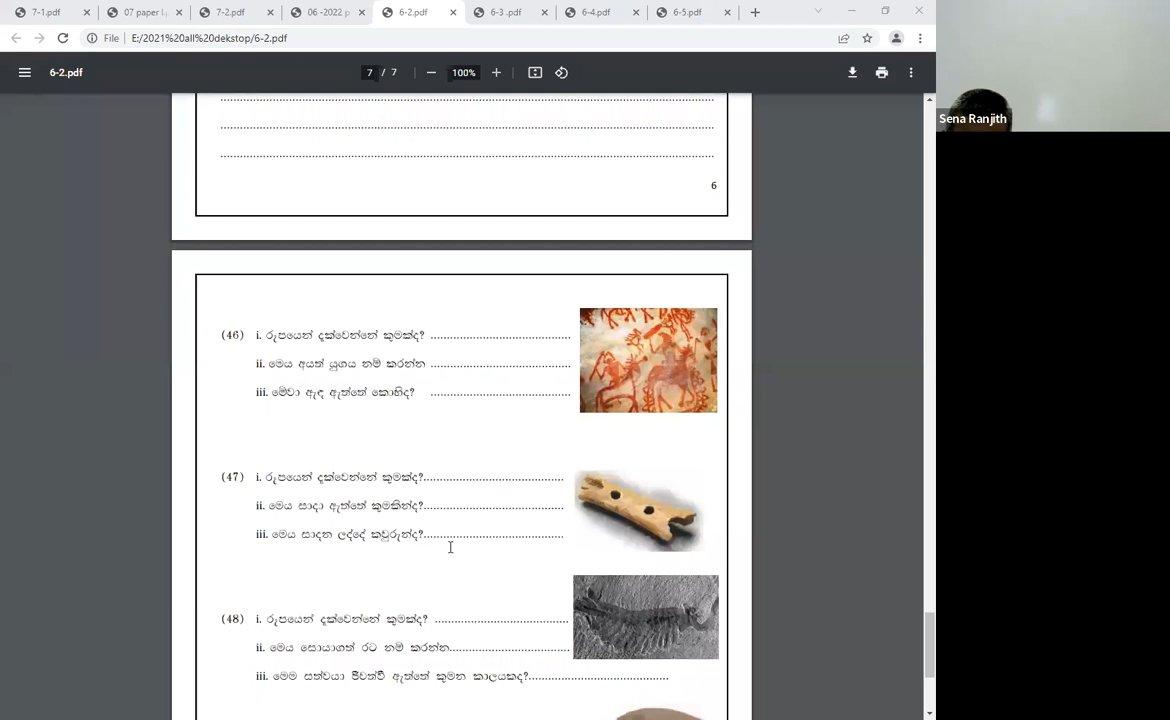 7-1.pdf
07 paper l
7-2.pdf
06 -2022 p
6-2.pdf
6-3 .pdf
6-4.pdf
6-5.pdf
File
E:/2021%20all%20dekstop/6-2.pdf
6-2.pdf
7 / 7
100%
Sena Ranjith
6
(46) i. රූපයෙන් දැක්වෙන්නේ කුමක්ද? ........................................
ii. මෙය අයත් යුගය නම් කරන්න ........................................
iii. මේවා ඇඳ ඇත්තේ කොහිද? ........................................
(47) i. රූපයෙන් දැක්වෙන්නේ කුමක්ද?........................................
ii. මෙය සාදා ඇත්තේ කුමකින්ද?........................................
iii. මෙය සාදන ලද්දේ කවුරුන්ද?........................................
(48) i. රූපයෙන් දැක්වෙන්නේ කුමක්ද? ........................................
ii. මෙය සොයාගත් රට නම් කරන්න........................................
iii. මෙම සත්වයා ජීවත්වී ඇත්තේ කුමන කාලයකද?........................................